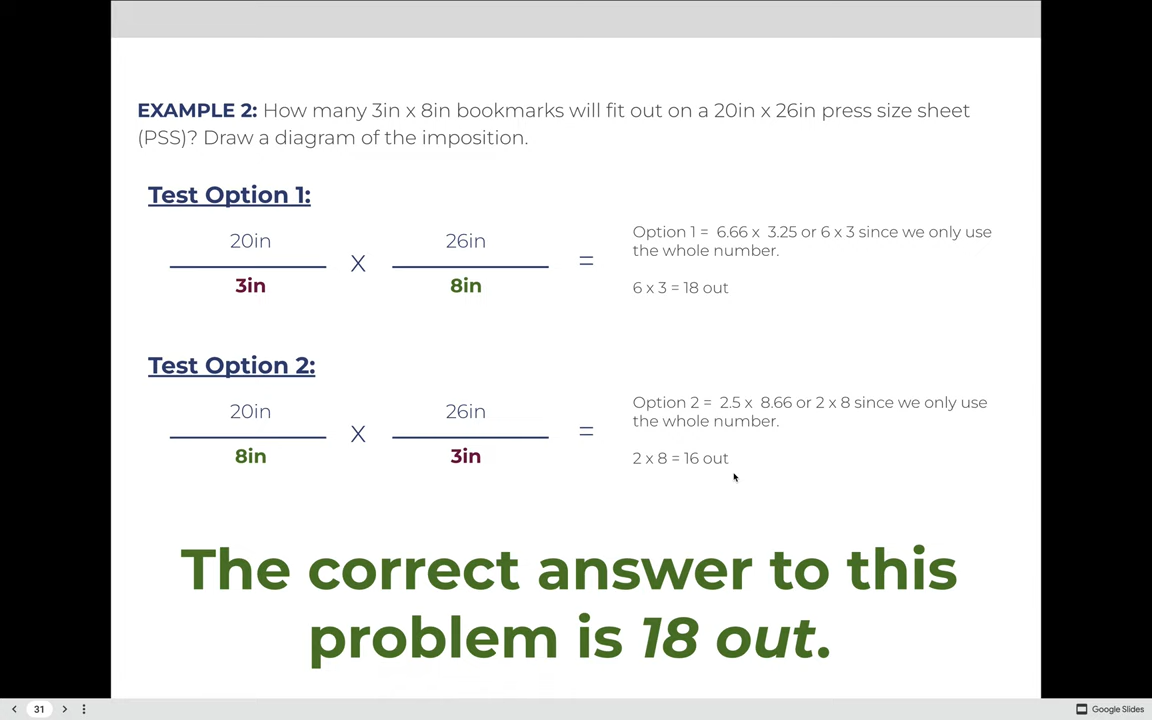 EXAMPLE 2: How many 3in x 8in bookmarks will fit out on a 20in x 26in press size sheet
(PSS)? Draw a diagram of the imposition.
Test Option 1:
20in
3in
X
26in
8in
=
Option 1 = 6.66 x 3.25 or 6 x 3 since we only use
the whole number.
6 x 3 = 18 out
Test Option 2:
20in
8in
X
26in
3in
=
Option 2 = 2.5 x 8.66 or 2 x 8 since we only use
the whole number.
2 x 8 = 16 out
The correct answer to this
problem is 18 out.
31
Google Slides